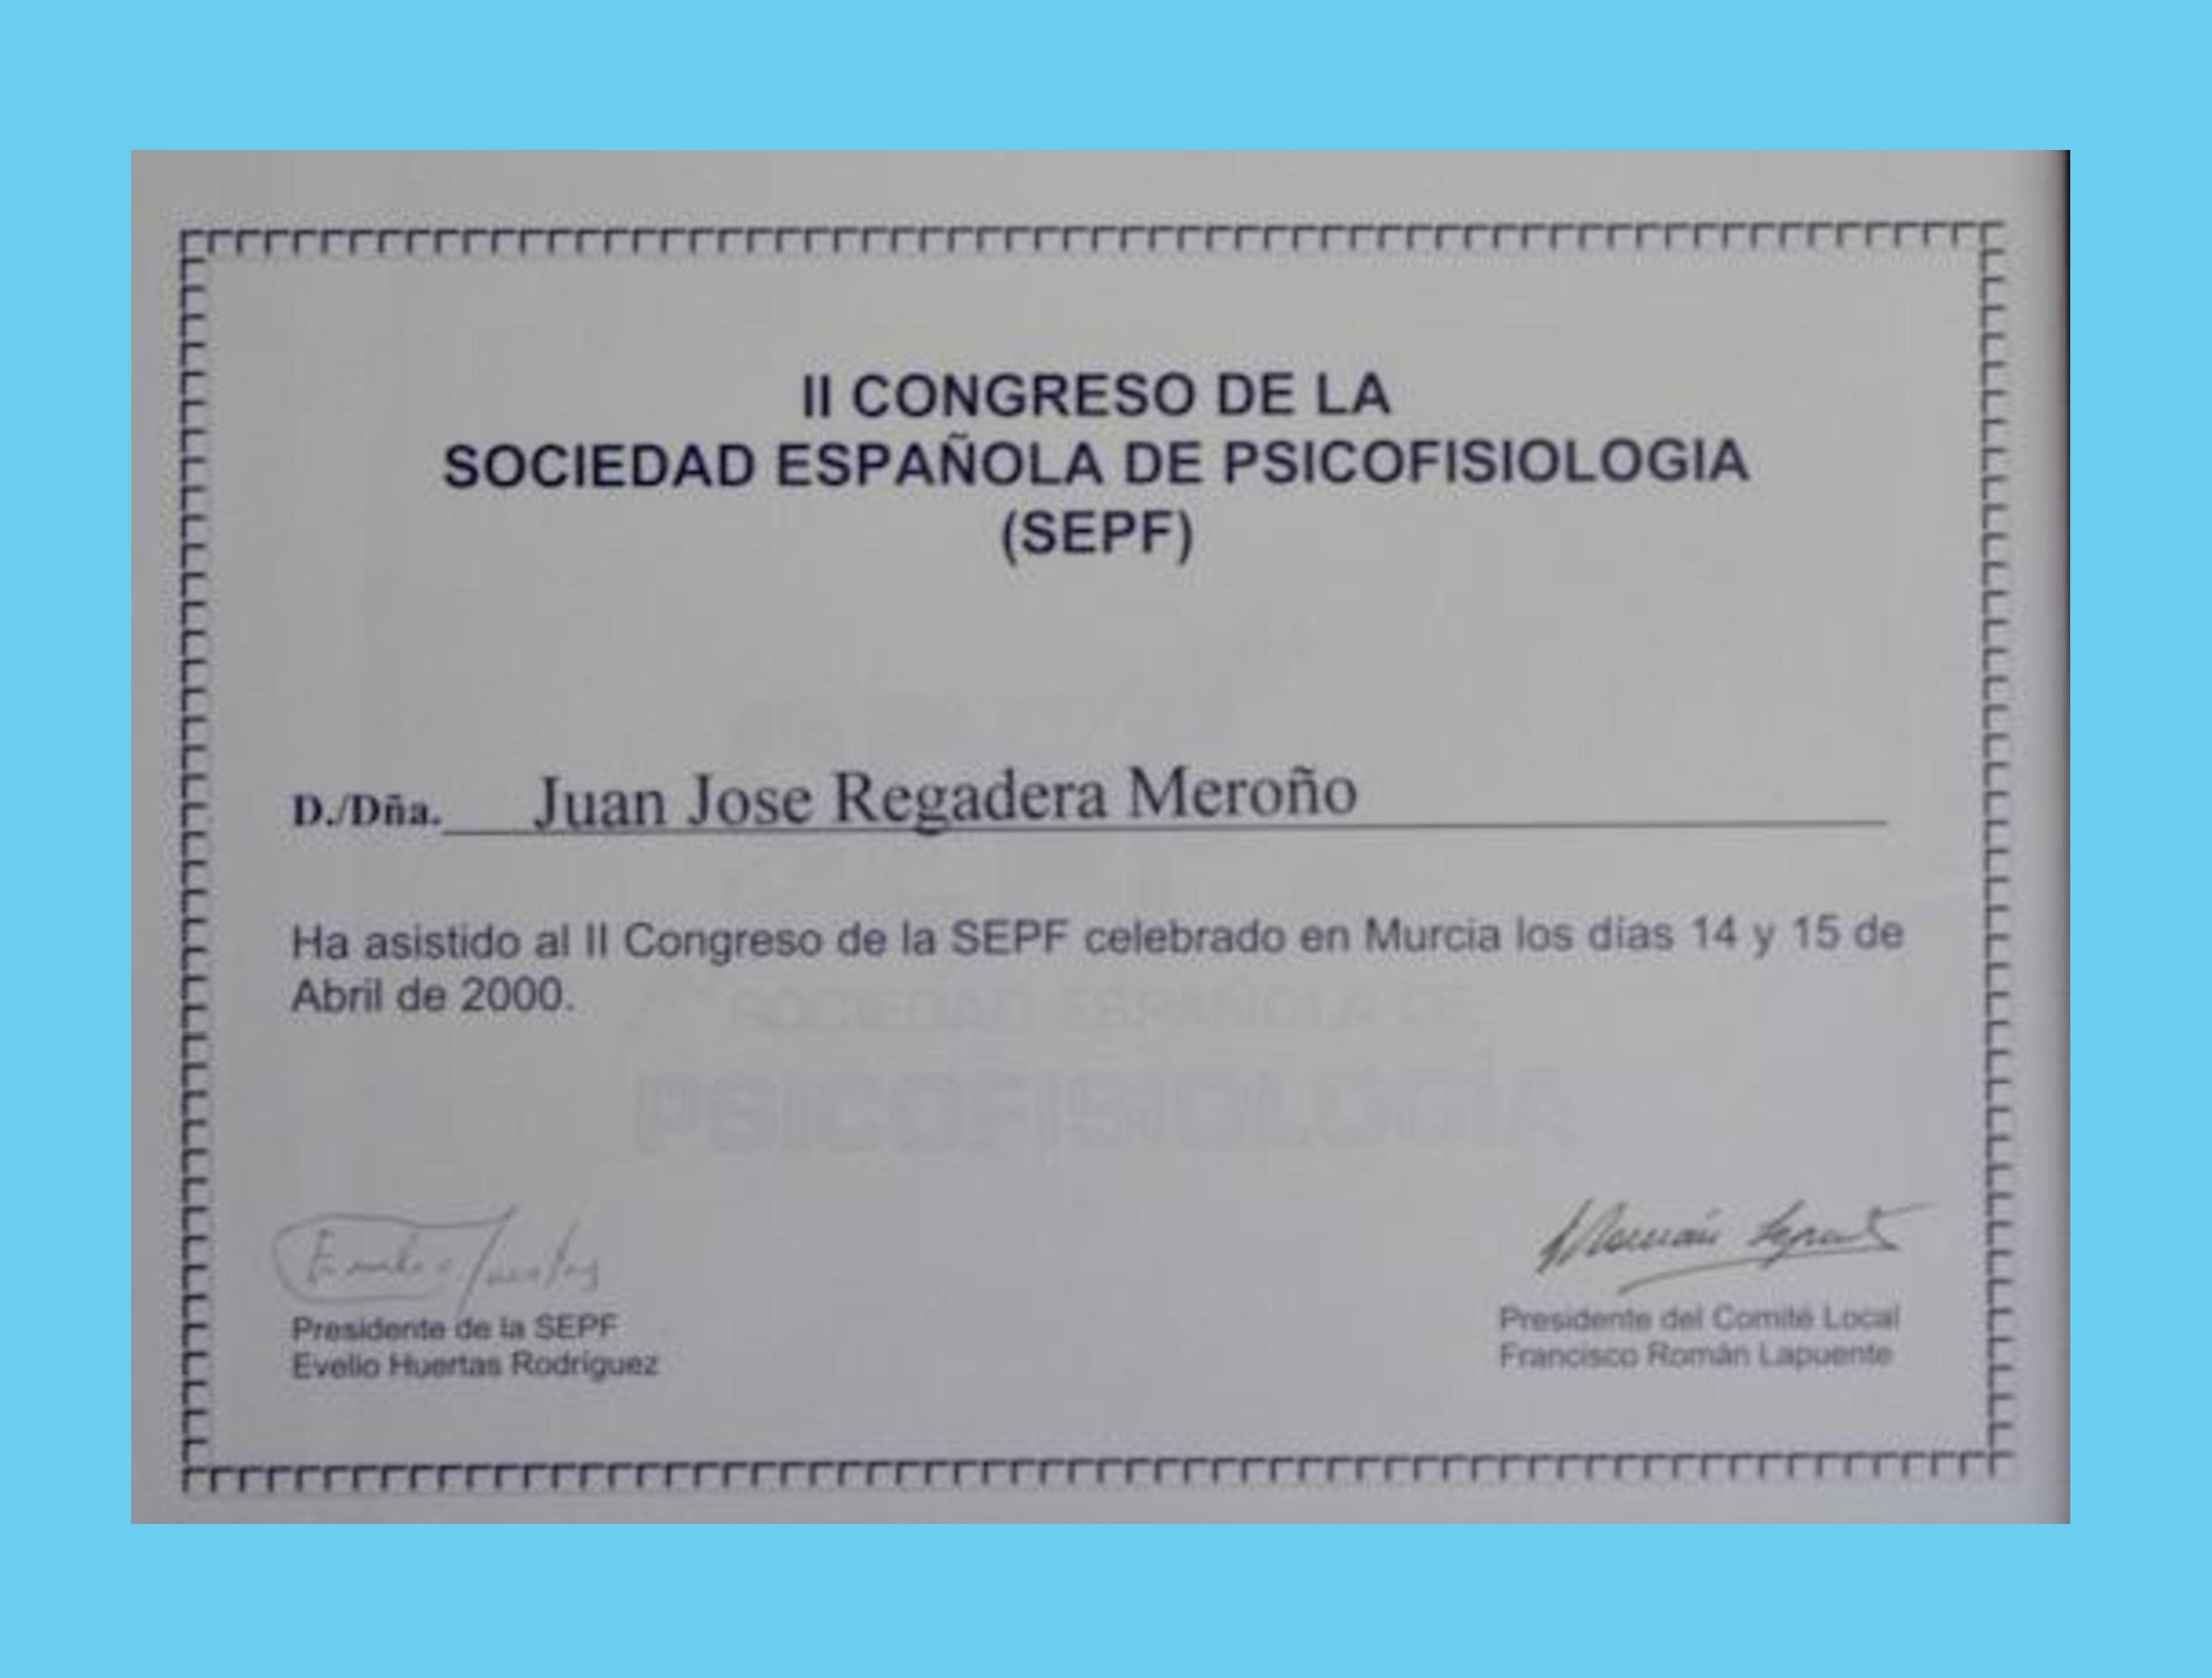 II CONGRESO DE LA
SOCIEDAD ESPAÑOLA DE PSICOFISIOLOGIA
(SEPF)
D./Dña. Juan Jose Regadera Meroño
Ha asistido al II Congreso de la SEPF celebrado en Murcia los días 14 y 15 de
Abril de 2000.
SOCIEDAD ESPAÑOLA DE
PSICOFISIOLOGÍA
Presidente de la SEPF
Evelio Huertas Rodríguez
Presidente del Comité Local
Francisco Román Lapuente